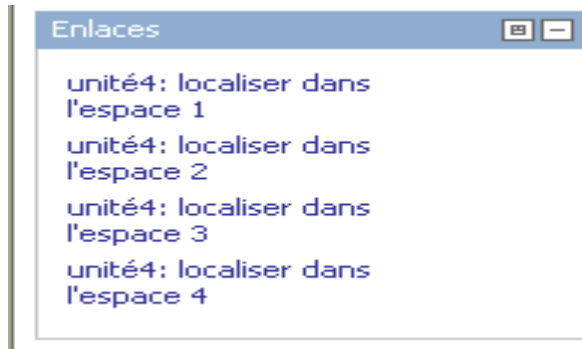 Enlaces
unité4: localiser dans
l'espace 1
unité4: localiser dans
l'espace 2
unité4: localiser dans
l'espace 3
unité4: localiser dans
l'espace 4